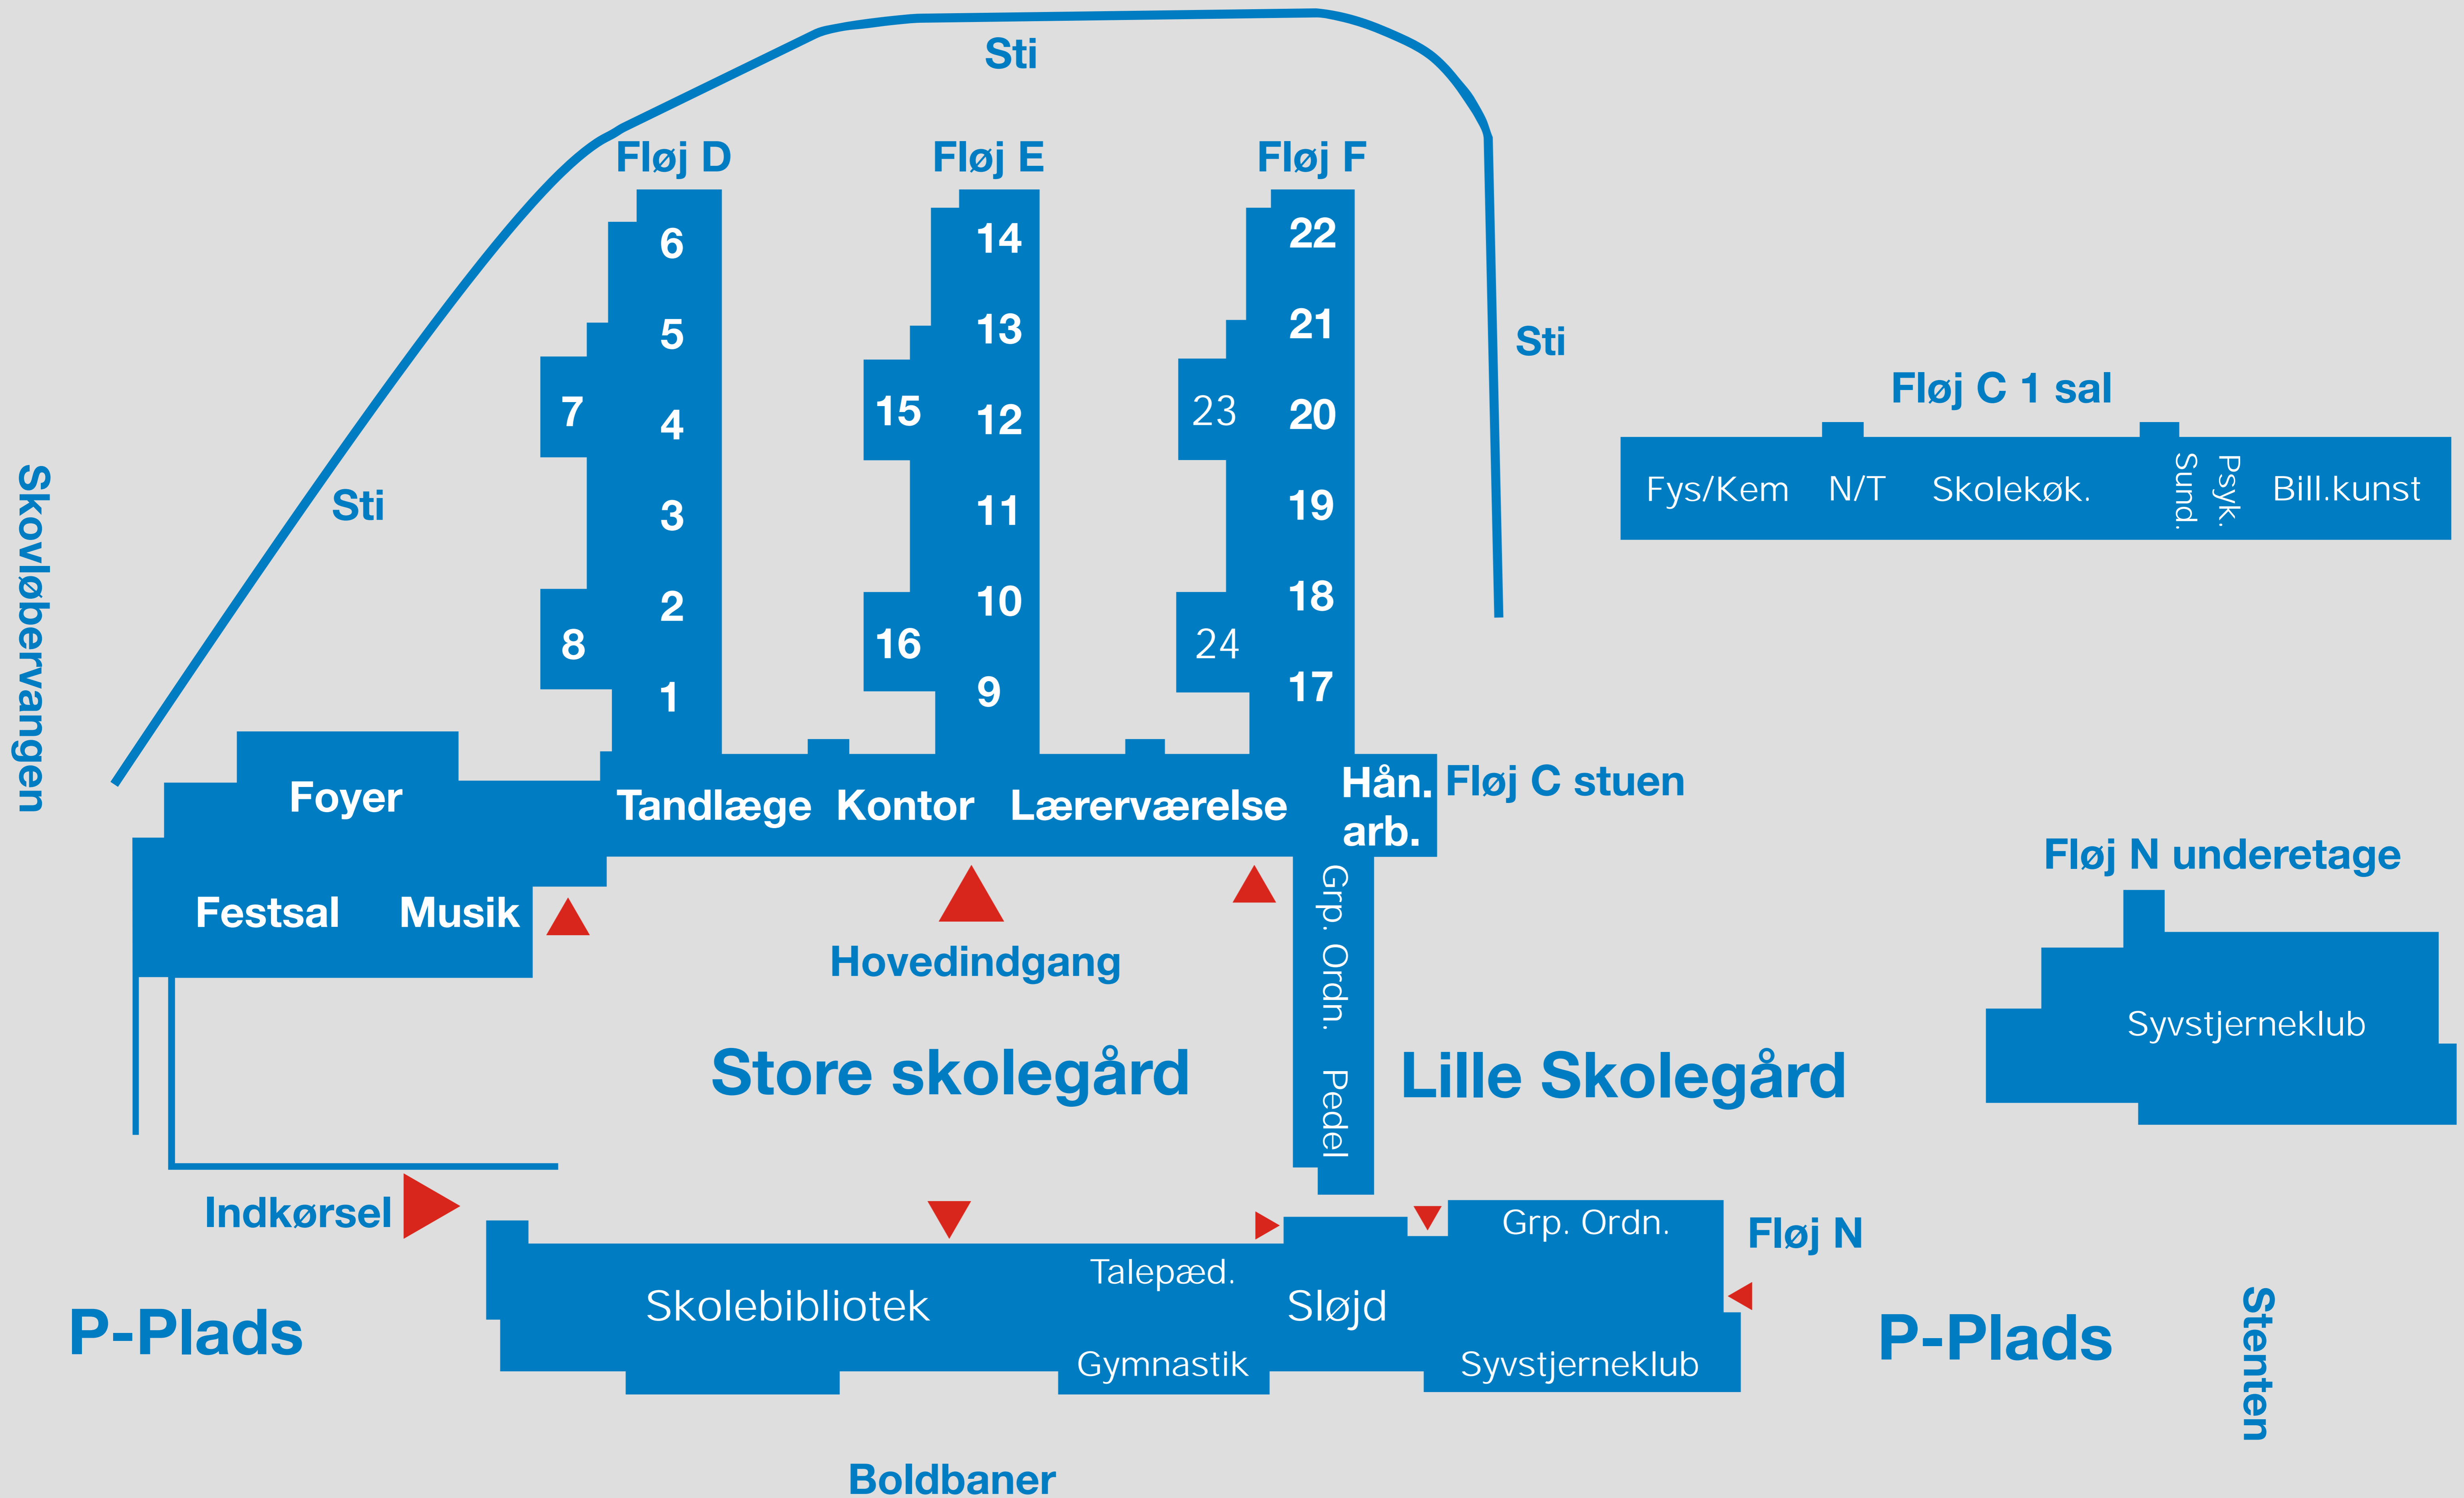 Sti
Fløj D
Fløj E
Fløj F
6
5
4
3
2
1
7
8
14
13
12
11
10
9
15
16
22
21
20
19
18
17
23
24
Sti
Sti
Skovløbervangen
Fløj C 1 sal
Fys/Kem
N/T
Skolekøk.
Sund.
Psyk.
Bill.kunst
Foyer
Festsal
Musik
Tandlæge
Kontor
Lærerværelse
Hån.
arb.
Fløj C stuen
Grp. Ordn.
Pedel
Hovedindgang
Store skolegård
Lille Skolegård
Fløj N underetage
Syvstjerneklub
Indkørsel
P-Plads
Skolebibliotek
Talepæd.
Gymnastik
Sløjd
Grp. Ordn.
Syvstjerneklub
Fløj N
P-Plads
Stenten
Boldbaner